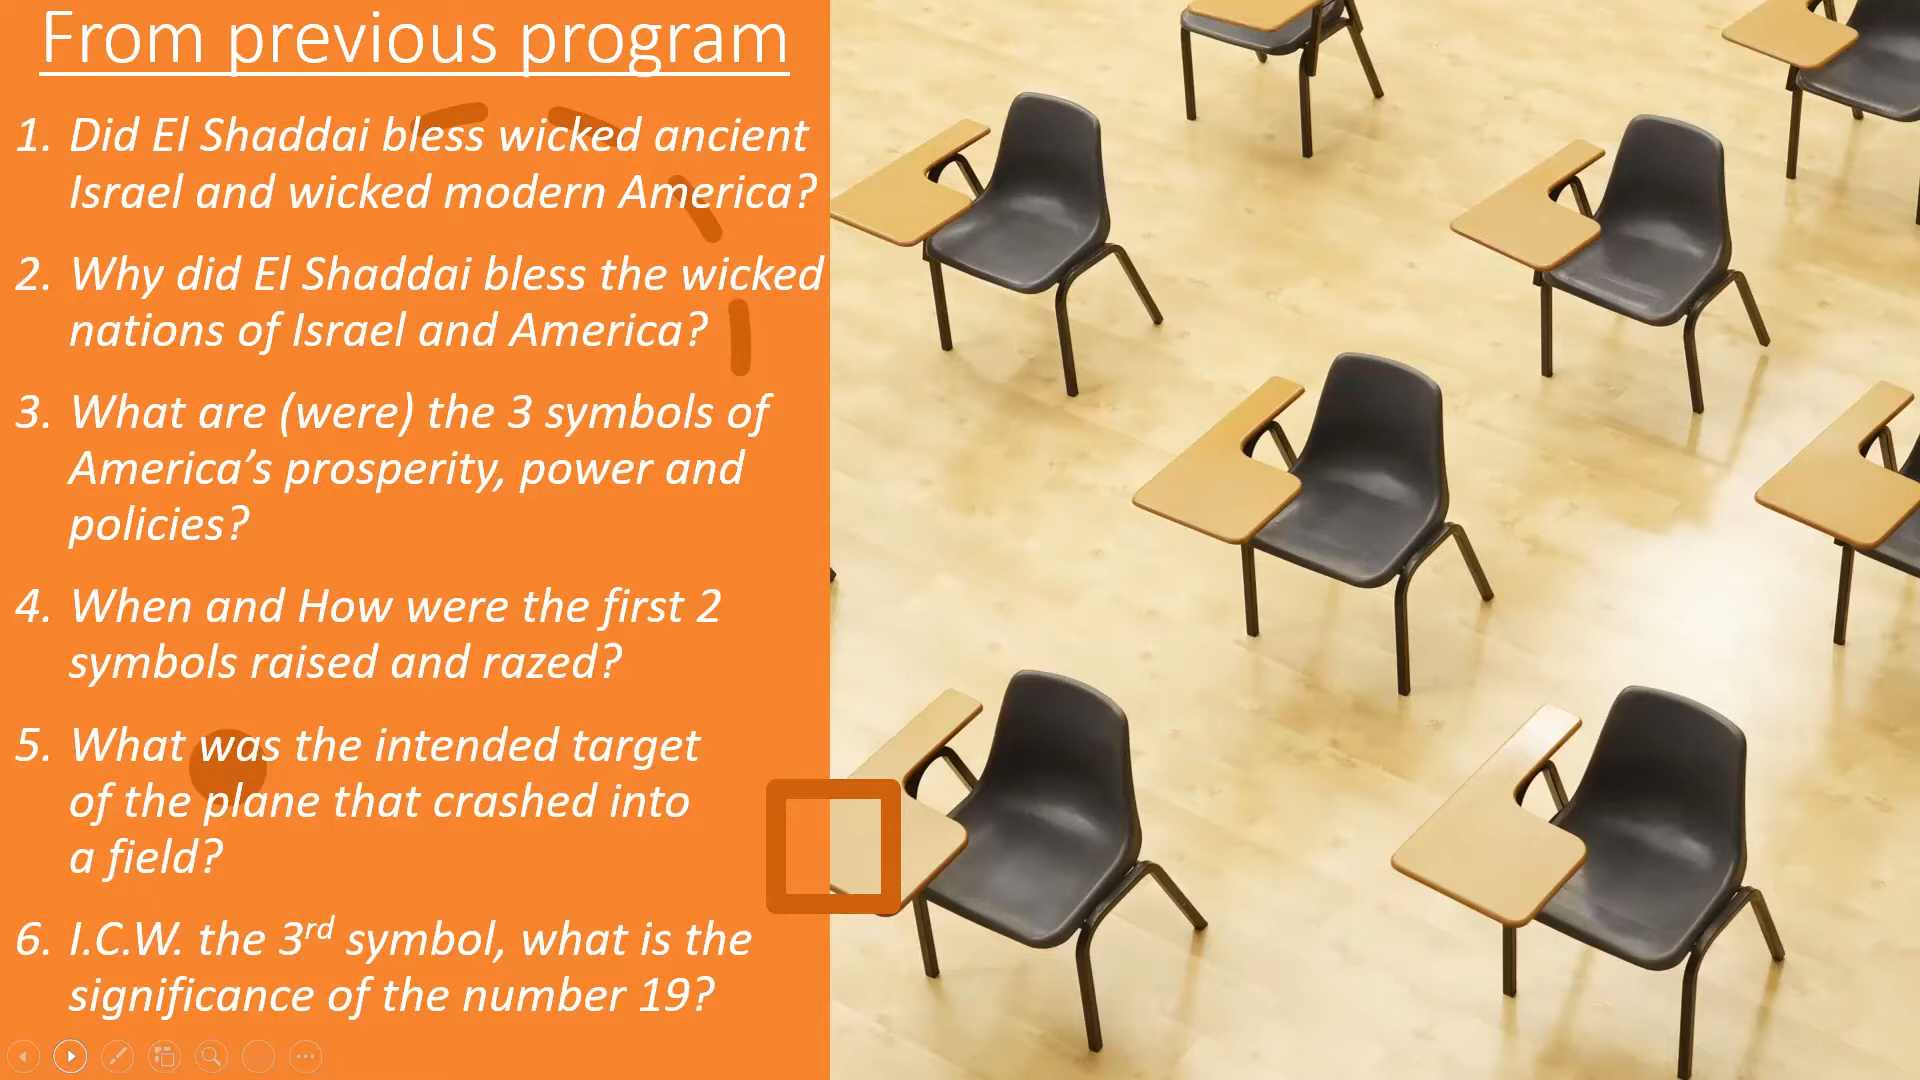 From previous program
1. Did El Shaddai bless wicked ancient
Israel and wicked modern America?
2. Why did El Shaddai bless the wicked
nations of Israel and America?
3. What are (were) the 3 symbols of
America’s prosperity, power and
policies?
4. When and How were the first 2
symbols raised and razed?
5. What was the intended target
of the plane that crashed into
a field?
6. I.C.W. the 3rd symbol, what is the
significance of the number 19?